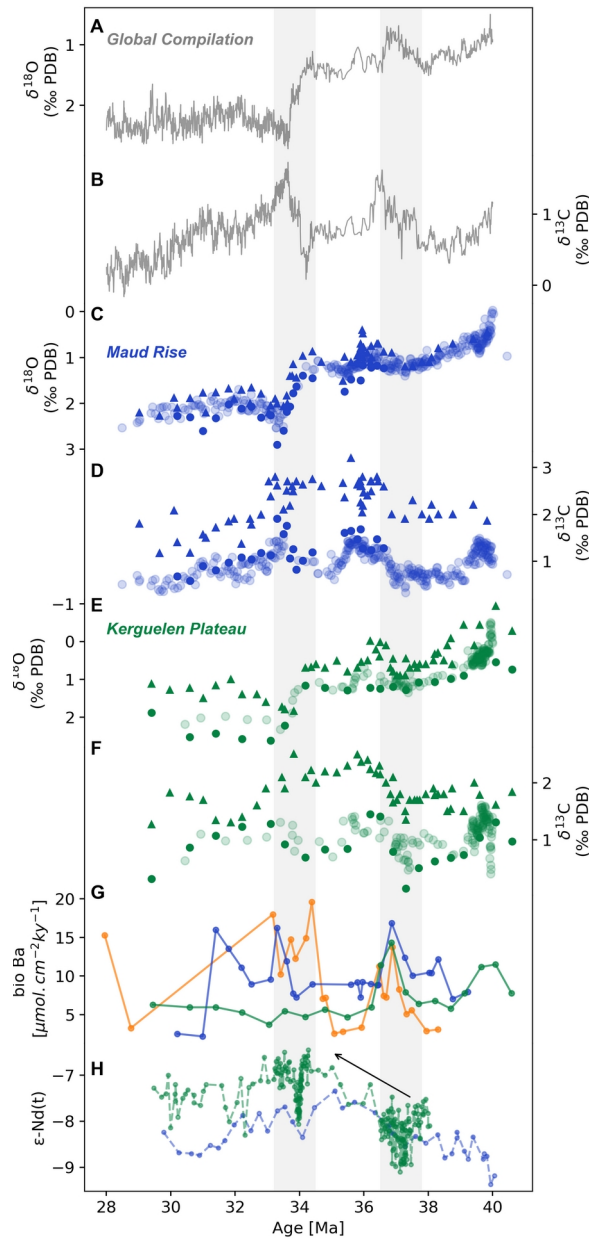 A
Global Compilation
1
2
δ18O
(‰ PDB)
B
1
0
δ13C
(‰ PDB)
C
Maud Rise
0
1
2
3
δ18O
(‰ PDB)
D
3
2
1
δ13C
(‰ PDB)
E
Kerguelen Plateau
−1
0
1
2
δ18O
(‰ PDB)
F
2
1
δ13C
(‰ PDB)
G
20
15
10
5
bio Ba
[μmol.cm−2ky−1]
H
−7
−8
−9
ε-Nd(t)
28 30 32 34 36 38 40
Age [Ma]